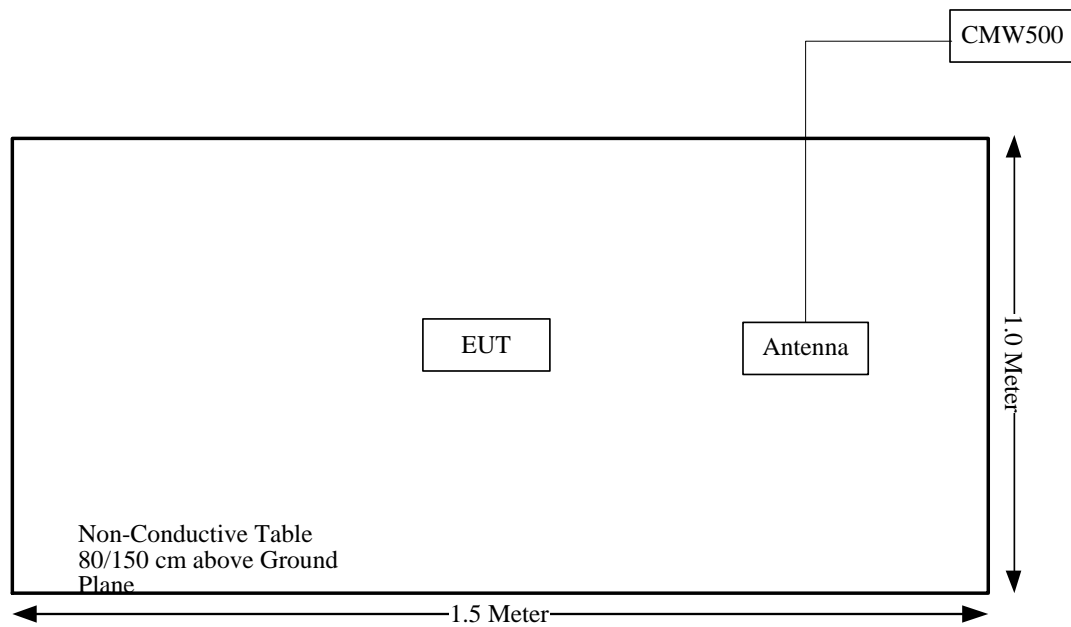 CMW500
EUT
Antenna
1.0 Meter
Non-Conductive Table
80/150 cm above Ground
Plane
1.5 Meter